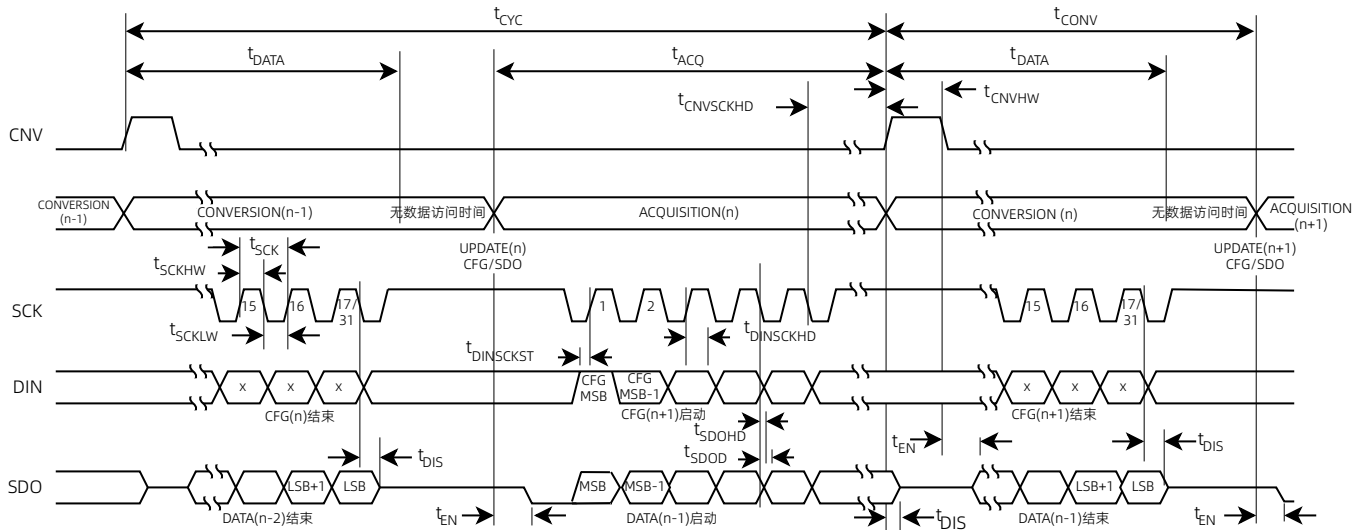 tCYC tCONV
tDATA tACQ tDATA
tCNVSCKHD tCNVHW
CNV
CONVERSION
(n-1)
CONVERSION(n-1) 无数据访问时间 ACQUISITION(n) CONVERSION (n) 无数据访问时间 ACQUISITION
(n+1)
UPDATE(n)
CFG/SDO
UPDATE(n+1)
CFG/SDO
tSCK
tSCKHW
SCK 15 16 17/
31
1 2 15 16 17/
31
tSCKLW tDINSCKHD
tDINSCKST
DIN x x x CFG
MSB
CFG
MSB-1
x x x
CFG(n)结束 CFG(n+1)启动 CFG(n+1)结束
tSDOHD
tEN tDIS
tDIS tSDOD
SDO LSB+1 LSB MSB MSB-1 LSB+1 LSB
DATA(n-2)结束 tEN DATA(n-1)启动 tDIS DATA(n-1)结束 tEN